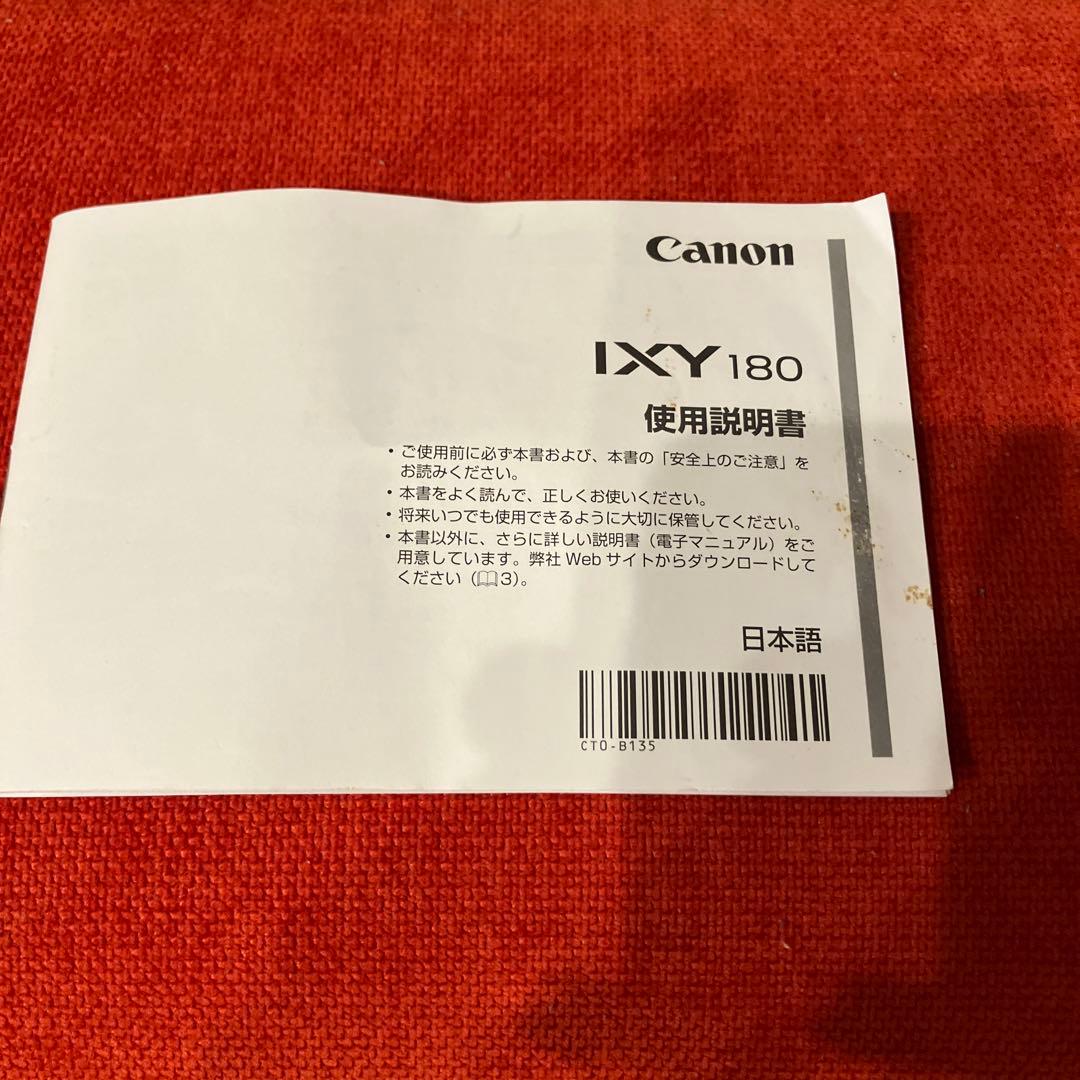 Canon
IXY 180
使用説明書
・ご使用前に必ず本書および、本書の「安全上のご注意」を
お読みください。
・本書をよく読んで、正しくお使いください。
・将来いつでも使用できるように大切に保管してください。
・本書以外に、さらに詳しい説明書（電子マニュアル）をご
用意しています。弊社 Web サイトからダウンロードして
ください（📖3）。
日本語
CT0-B135